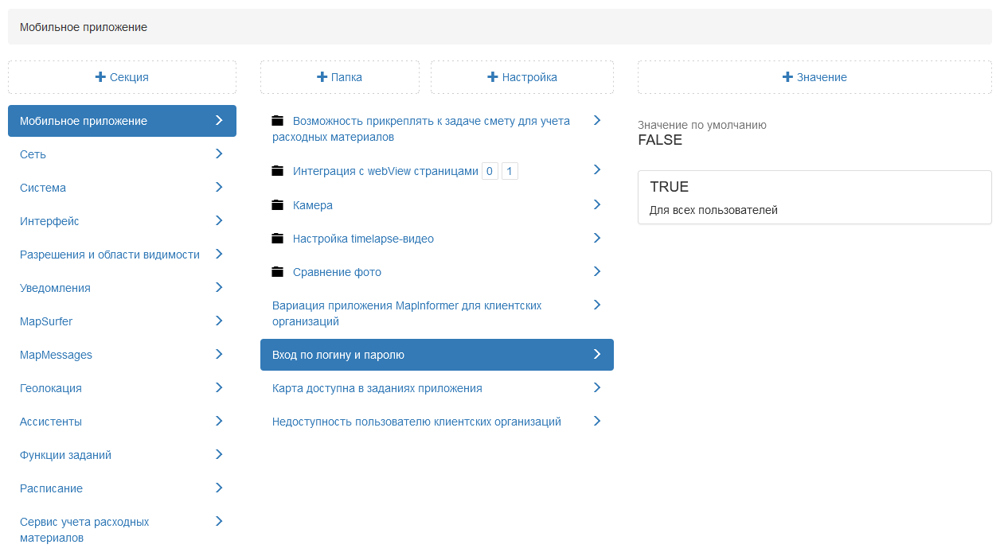 Мобильное приложение
Секция
Папка
Настройка
Значение
Мобильное приложение
Сеть
Система
Интерфейс
Разрешения и области видимости
Уведомления
MapSurfer
MapMessages
Геолокация
Ассистенты
Функции заданий
Расписание
Сервис учета расходных
материалов
Возможность прикреплять к задаче смету для учета
расходных материалов
Интеграция с webView страницами 0 1
Камера
Настройка timelapse-видео
Сравнение фото
Вариация приложения MapInformer для клиентских
организаций
Вход по логину и паролю
Карта доступна в заданиях приложения
Недоступность пользователю клиентских организаций
Значение по умолчанию
FALSE
TRUE
Для всех пользователей